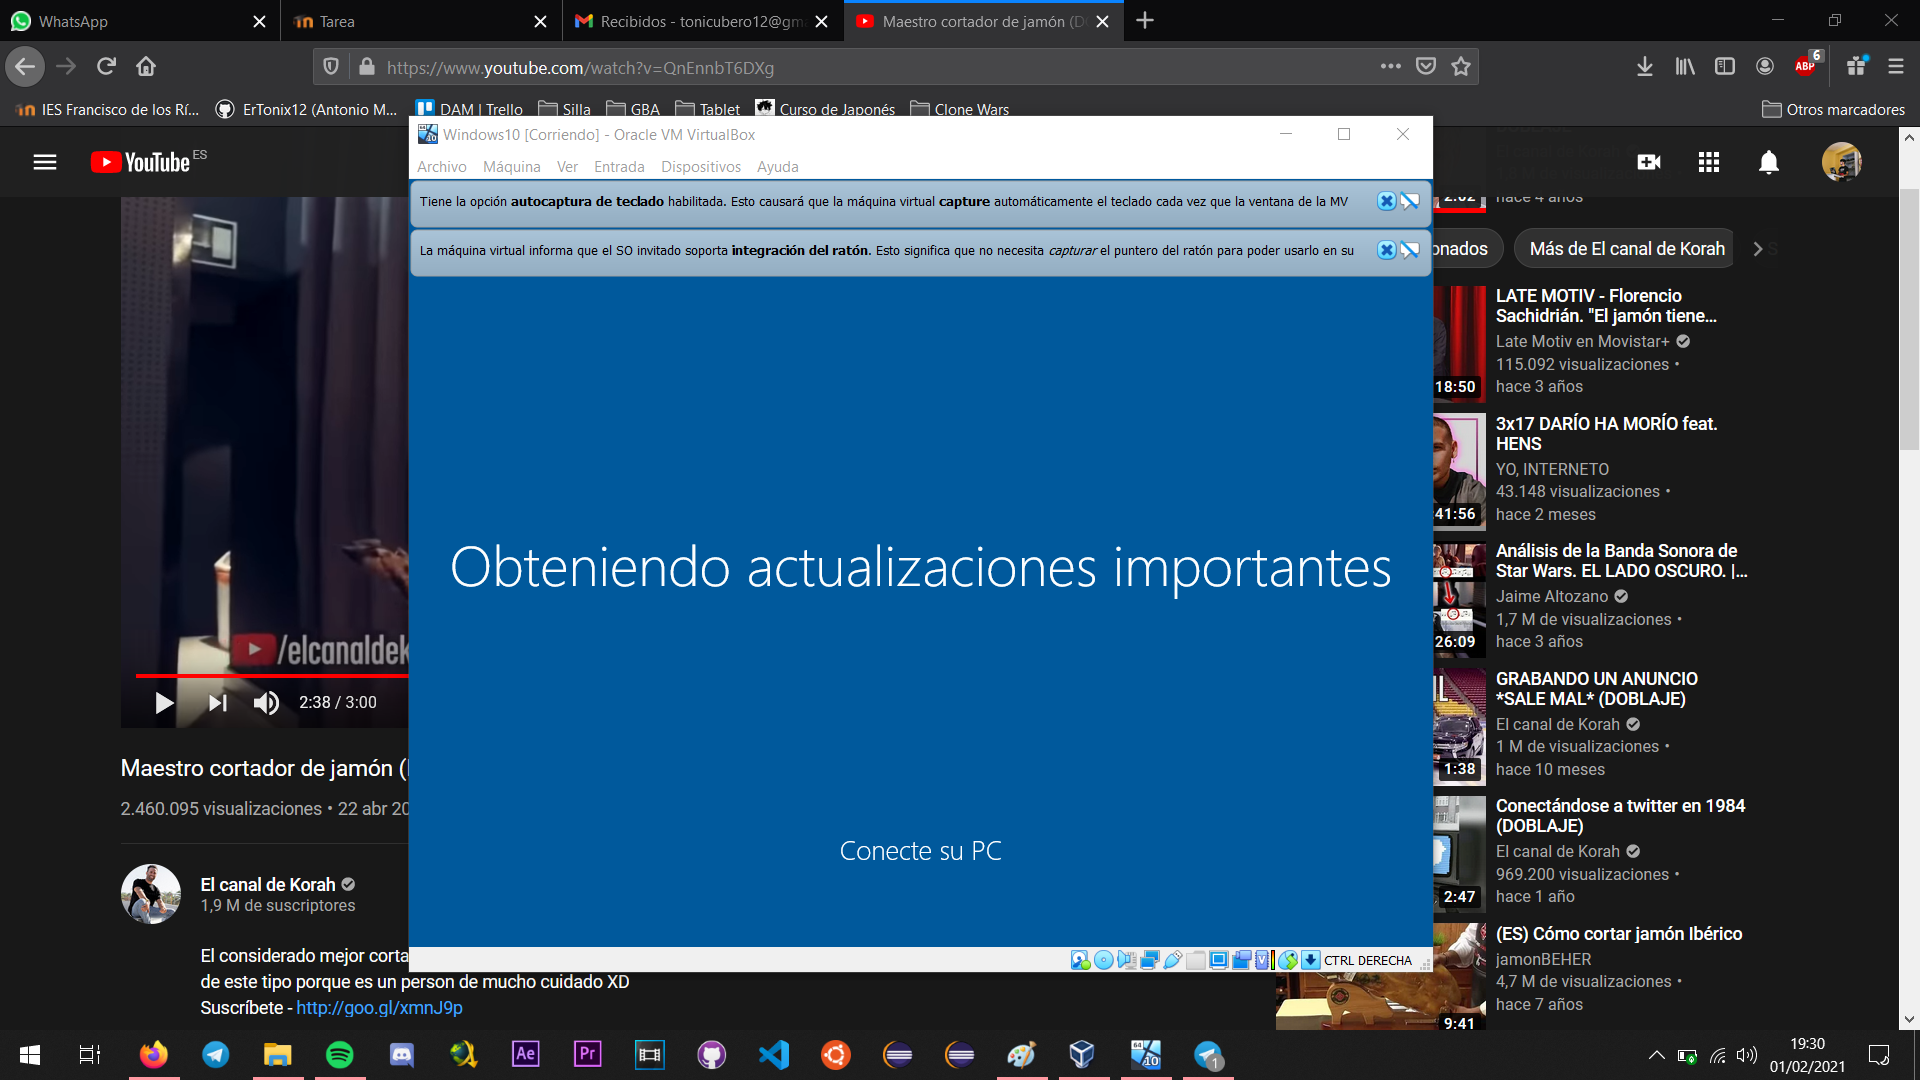 WhatsApp
Tarea
Recibidos - tonicubero12@gm
Maestro cortador de jamón (D
https://www.youtube.com/watch?v=QnEnnbT6DXg
ABP
6
IES Francisco de los Rí...
ErTonix12 (Antonio M...
DAM | Trello
Silla
GBA
Tablet
Curso de Japonés
Clone Wars
Otros marcadores
YouTube ES
Windows10 [Corriendo] - Oracle VM VirtualBox
Archivo Máquina Ver Entrada Dispositivos Ayuda
Tiene la opción autocaptura de teclado habilitada. Esto causará que la máquina virtual capture automáticamente el teclado cada vez que la ventana de la MV
La máquina virtual informa que el SO invitado soporta integración del ratón. Esto significa que no necesita capturar el puntero del ratón para poder usarlo en su
Obteniendo actualizaciones importantes
Conecte su PC
CTRL DERECHA
/elcanaldek
2:38 / 3:00
Maestro cortador de jamón (
2.460.095 visualizaciones • 22 abr 20
El canal de Korah
1,9 M de suscriptores
El considerado mejor corta
de este tipo porque es un person de mucho cuidado XD
Suscríbete - http://goo.gl/xmnJ9p
2:02
hace 4 años
onados
Más de El canal de Korah
S
LATE MOTIV - Florencio
Sachidrián. "El jamón tiene...
Late Motiv en Movistar+
115.092 visualizaciones •
hace 3 años
18:50
3x17 DARÍO HA MORÍO feat.
HENS
YO, INTERNETO
43.148 visualizaciones •
hace 2 meses
41:56
Análisis de la Banda Sonora de
Star Wars. EL LADO OSCURO. |...
Jaime Altozano
1,7 M de visualizaciones •
hace 3 años
26:09
GRABANDO UN ANUNCIO
*SALE MAL* (DOBLAJE)
El canal de Korah
1 M de visualizaciones •
hace 10 meses
1:38
Conectándose a twitter en 1984
(DOBLAJE)
El canal de Korah
969.200 visualizaciones •
hace 1 año
2:47
(ES) Cómo cortar jamón Ibérico
jamonBEHER
4,7 M de visualizaciones •
hace 7 años
9:41
Ae
Pr
64
10
1
19:30
01/02/2021